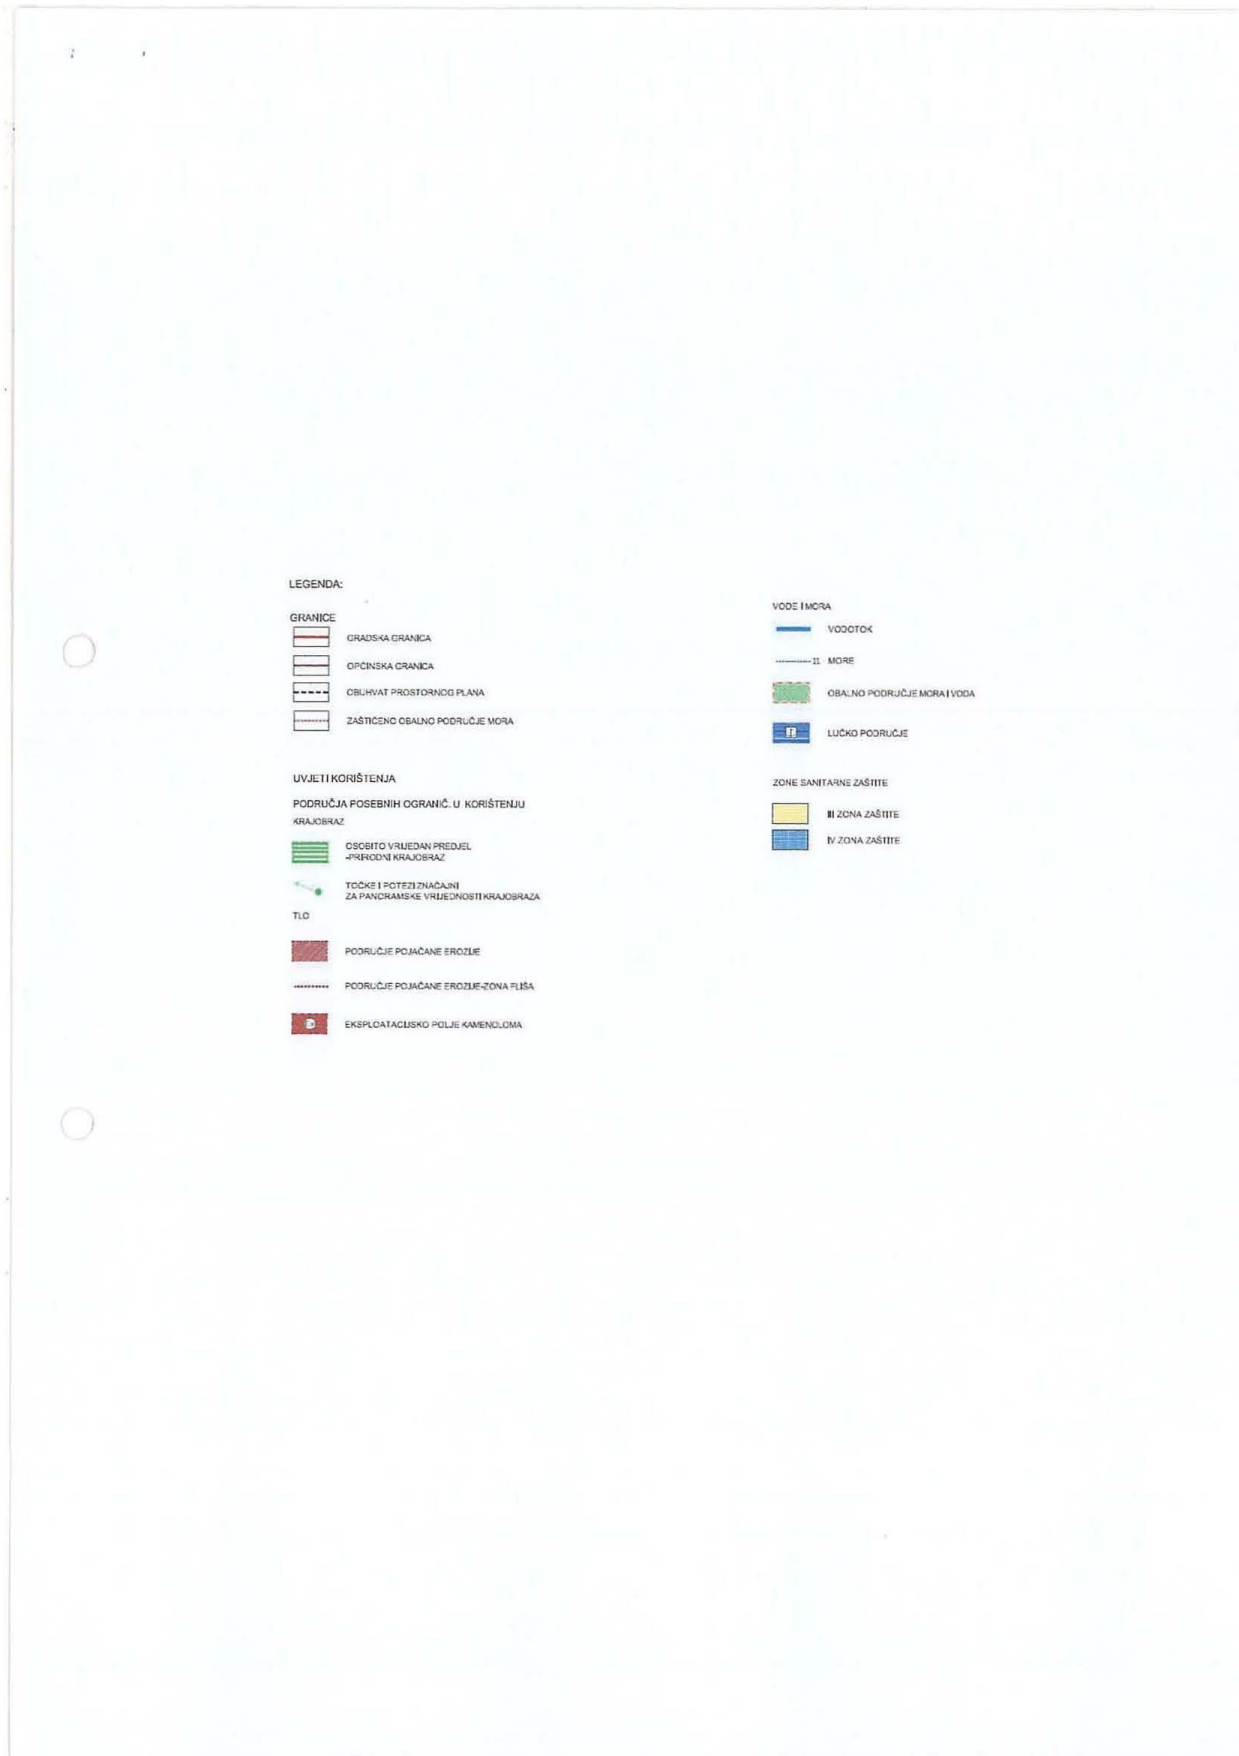 LEGENDA:
GRANICE
GRADSKA GRANICA
OPĆINSKA GRANICA
OBUHVAT PROSTORNOG PLANA
ZAŠTIĆENO OBALNO PODRUČJE MORA
UVJETI KORIŠTENJA
PODRUČJA POSEBNIH OGRANIČ. U KORIŠTENJU
KRAJOBRAZ
OSOBITO VRIJEDAN PREDJEL
-PRIRODNI KRAJOBRAZ
TOČKE I POTEZI ZNAČAJNI
ZA PANORAMSKE VRIJEDNOSTI KRAJOBRAZA
TLO
PODRUČJE POJAČANE EROZIJE
PODRUČJE POJAČANE EROZIJE-ZONA FLIŠA
EKSPLOATACIJSKO POLJE KAMENOLOMA
VODE I MORA
VODOTOK
II. MORE
OBALNO PODRUČJE MORA I VODA
LUČKO PODRUČJE
ZONE SANITARNE ZAŠTITE
III ZONA ZAŠTITE
IV ZONA ZAŠTITE